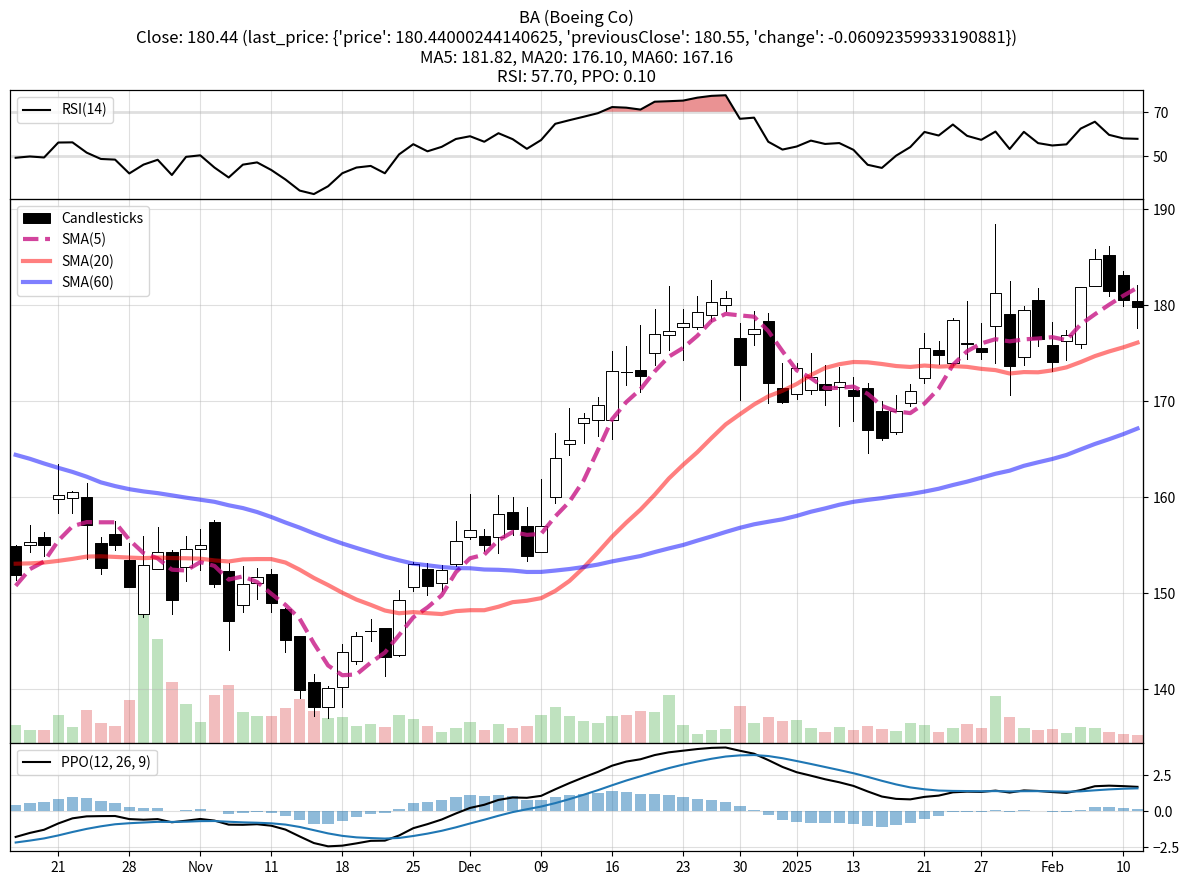 BA (Boeing Co)
Close: 180.44 (last_price: {'price': 180.44000244140625, 'previousClose': 180.55, 'change': -0.06092359933190881})
MA5: 181.82, MA20: 176.10, MA60: 167.16
RSI: 57.70, PPO: 0.10
RSI(14)
70
50
Candlesticks
SMA(5)
SMA(20)
SMA(60)
190
180
170
160
150
140
PPO(12, 26, 9)
2.5
0.0
−2.5
21 28 Nov 11 18 25 Dec 09 16 23 30 2025 13 21 27 Feb 10